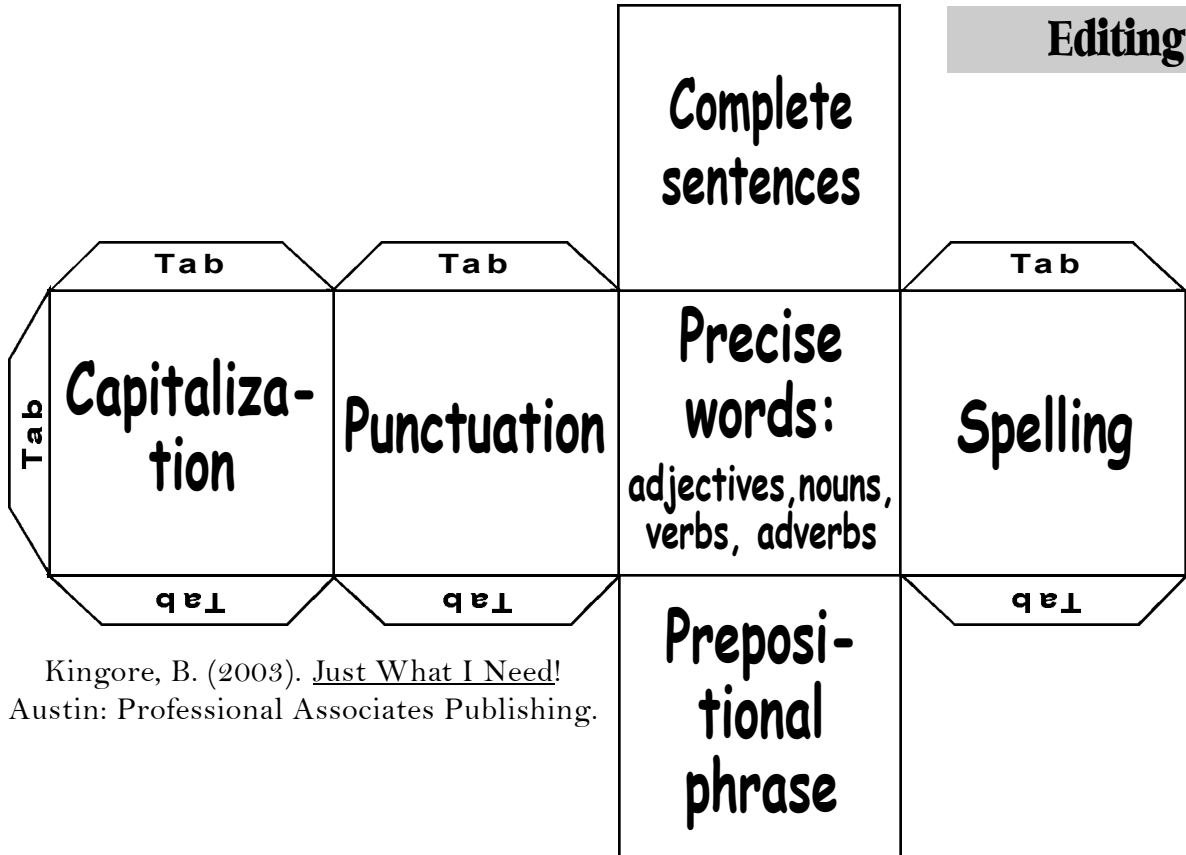 Editing
Complete
sentences
Tab
Tab
Tab
Tab
Capitaliza-
tion
Punctuation
Precise
words:
adjectives,nouns,
verbs, adverbs
Spelling
Tab
Tab
Tab
Preposi-
tional
phrase
Kingore, B. (2003). Just What I Need!
Austin: Professional Associates Publishing.